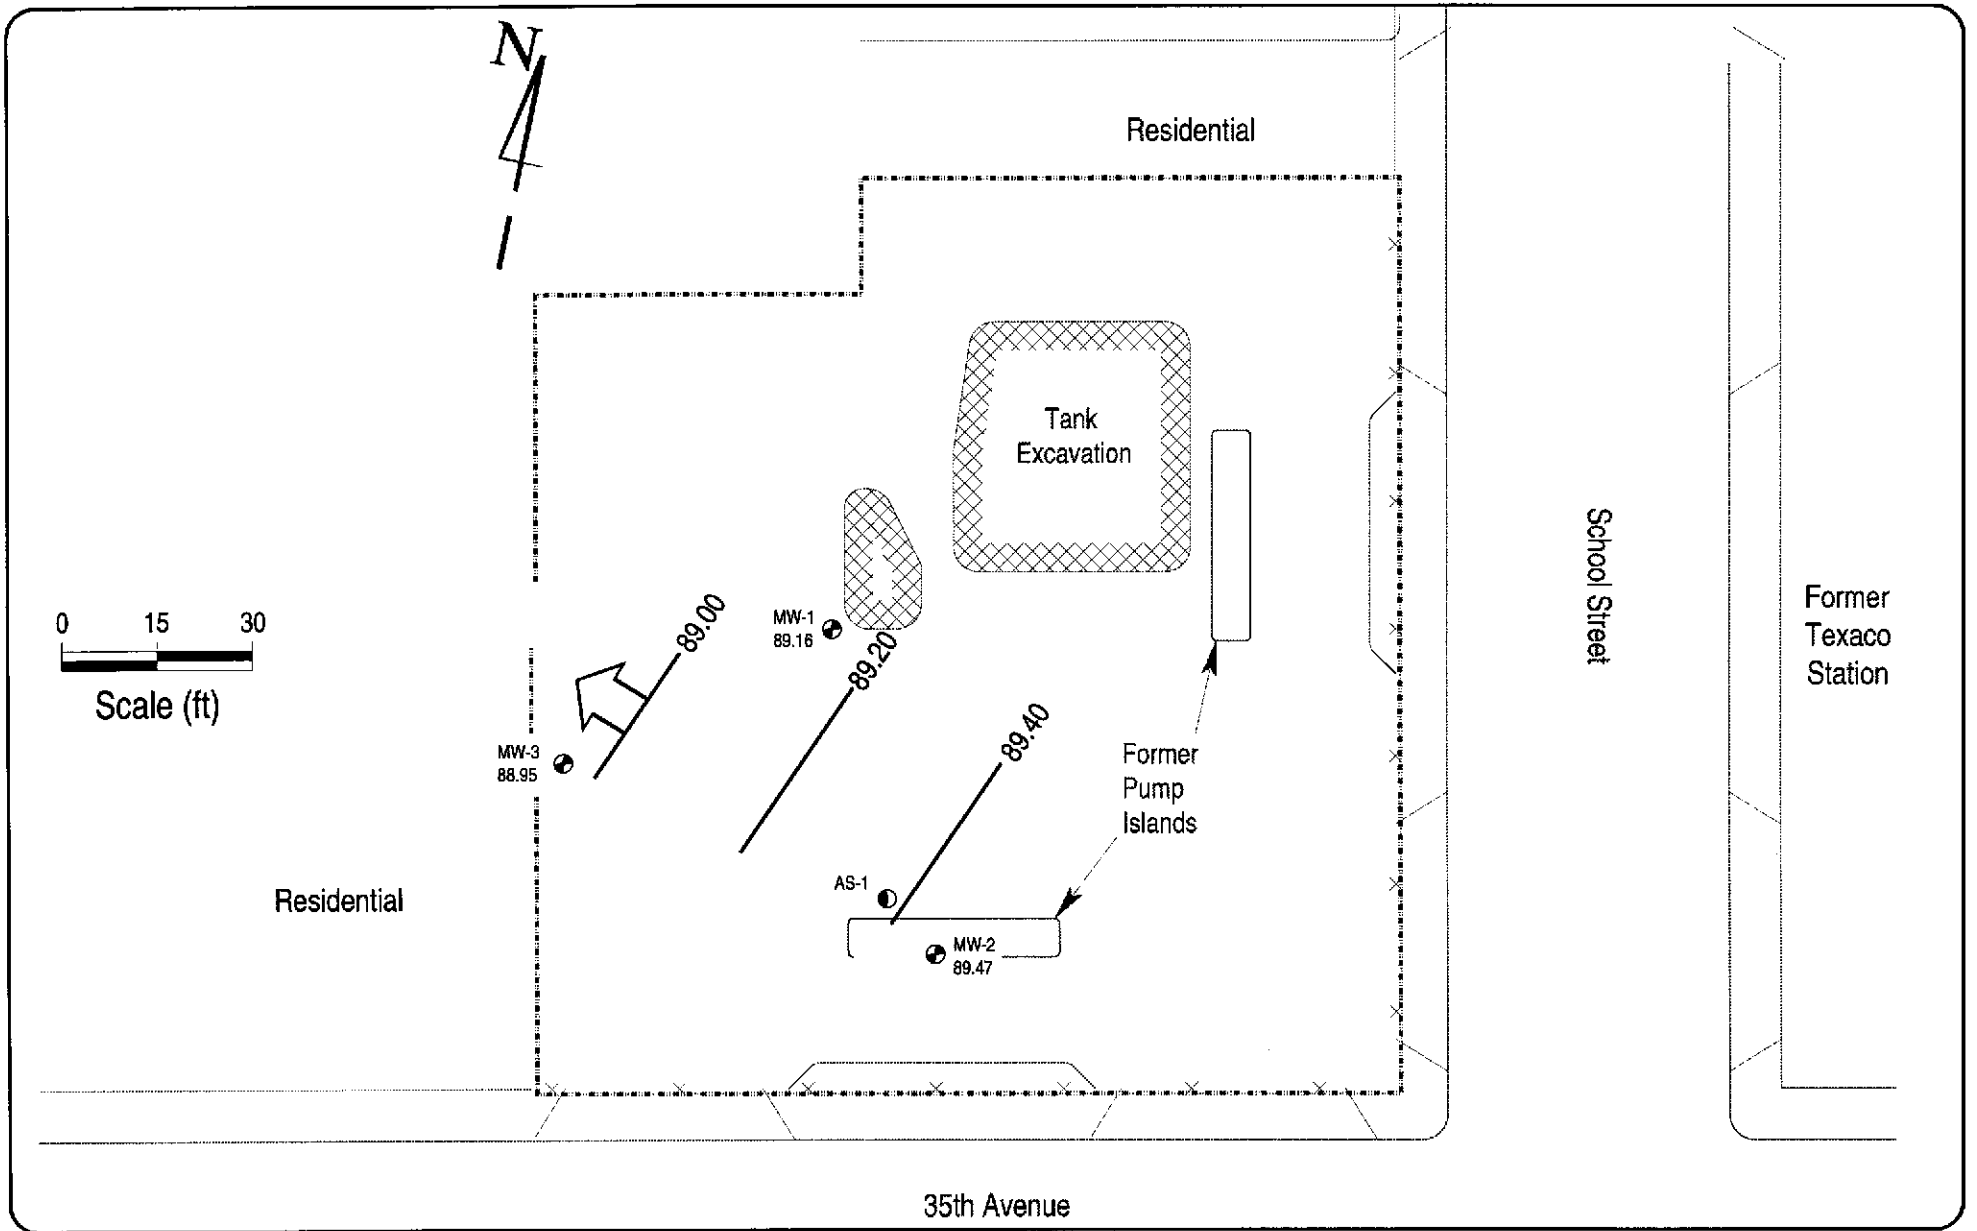 N
Residential
Tank
Excavation
School Street
Former
Texaco
Station
0 15 30
Scale (ft)
MW-1
89.16
89.00
89.20
89.40
MW-3
88.95
Former
Pump
Islands
AS-1
MW-2
89.47
Residential
35th Avenue